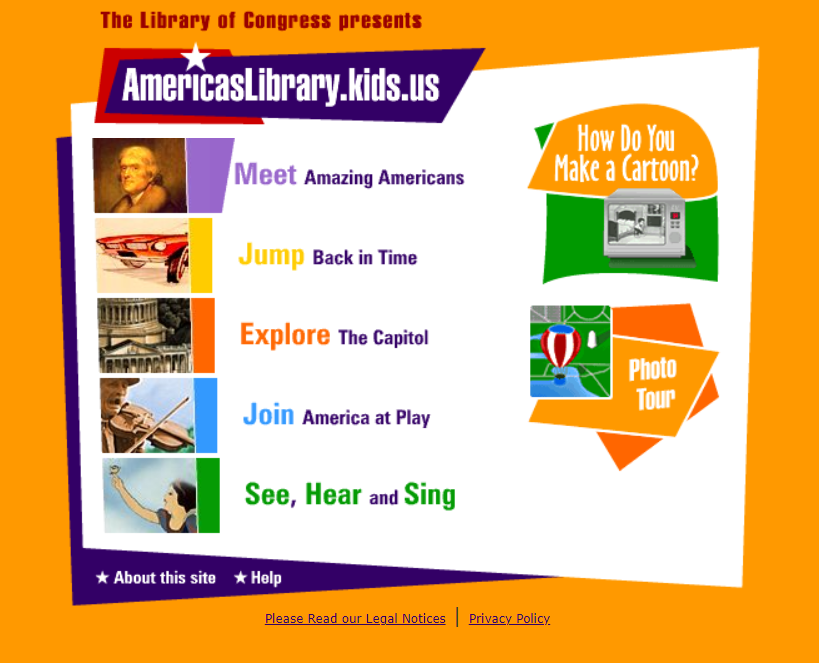 The Library of Congress presents
AmericasLibrary.kids.us
Meet Amazing Americans
Jump Back in Time
Explore The Capitol
Join America at Play
See, Hear and Sing
How Do You
Make a Cartoon?
Photo
Tour
About this site Help
Please Read our Legal Notices | Privacy Policy